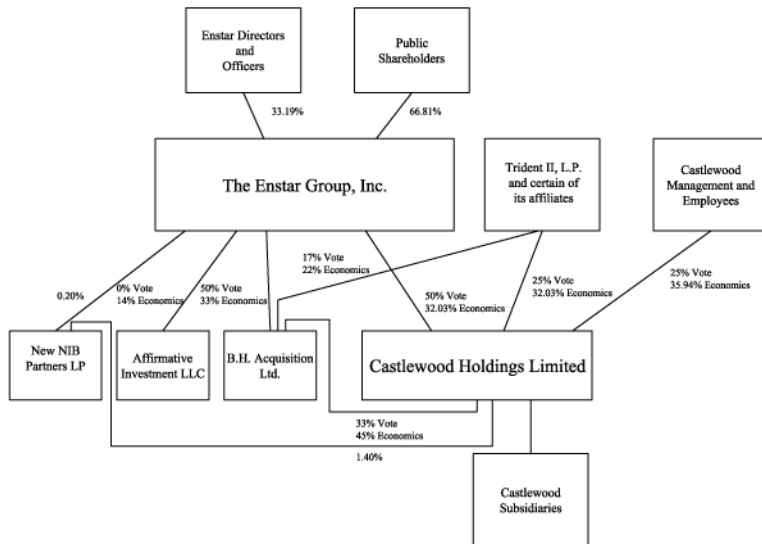 Enstar Directors
and
Officers
Public
Shareholders
33.19%
66.81%
The Enstar Group, Inc.
Trident II, L.P.
and certain of
its affiliates
Castlewood
Management and
Employees
17% Vote
22% Economics
0.20%
0% Vote
14% Economics
50% Vote
33% Economics
50% Vote
32.03% Economics
25% Vote
32.03% Economics
25% Vote
35.94% Economics
New NIB
Partners LP
Affirmative
Investment LLC
B.H. Acquisition
Ltd.
Castlewood Holdings Limited
33% Vote
45% Economics
1.40%
Castlewood
Subsidiaries